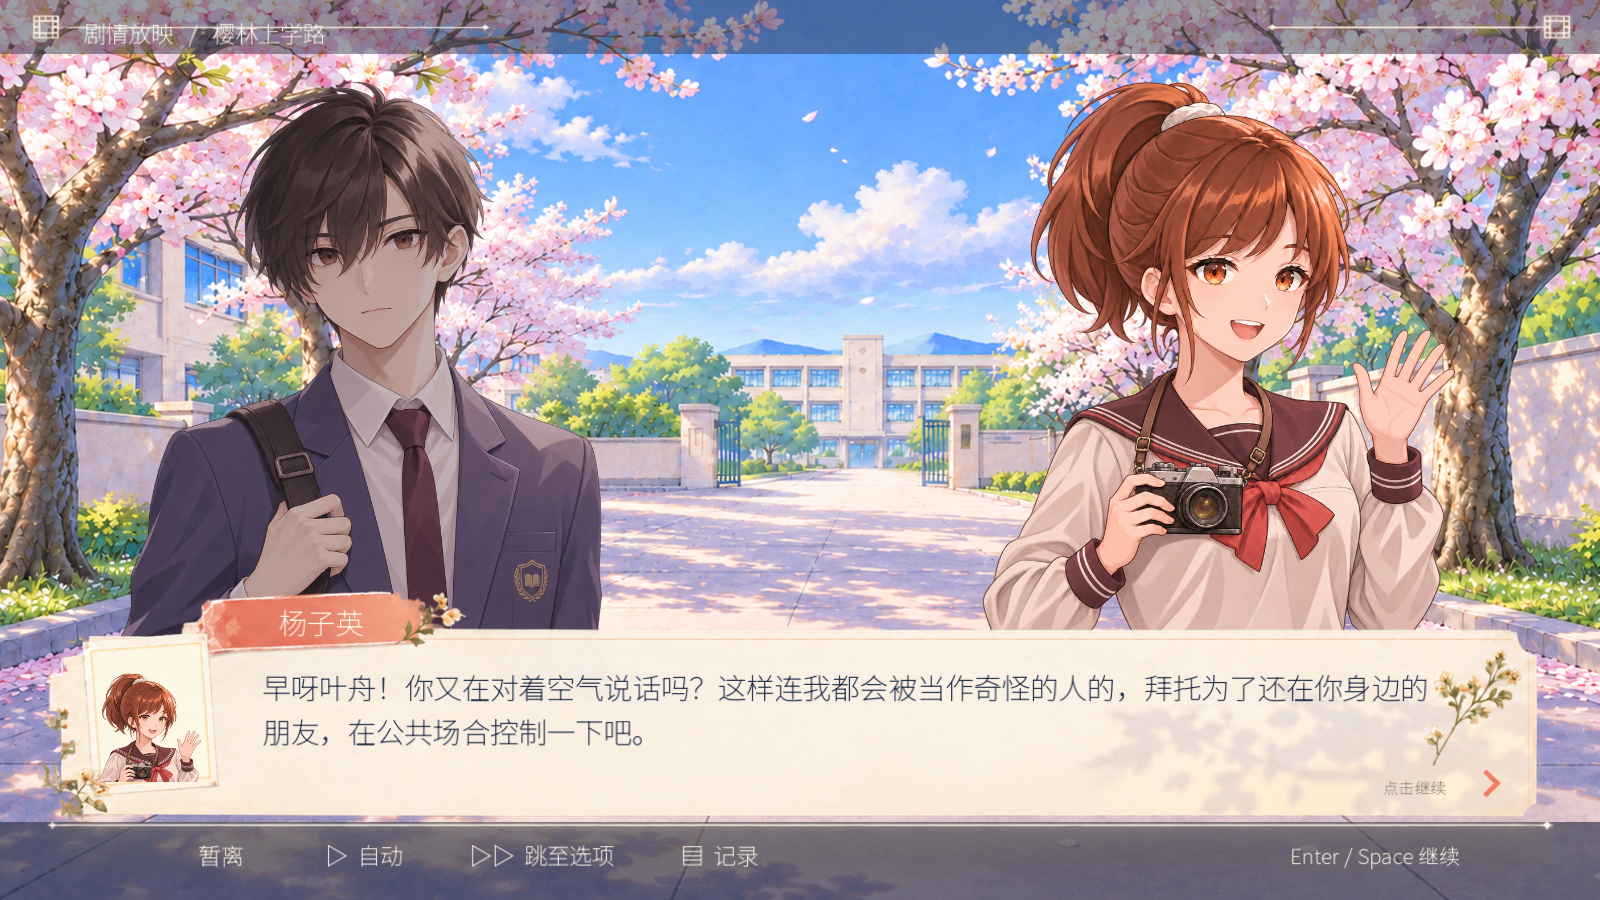 剧情放映 / 樱林上学路
杨子英
早呀叶舟！你又在对着空气说话吗？这样连我都会被当作奇怪的人的，拜托为了还在你身边的
朋友，在公共场合控制一下吧。
点击继续
暂离 自动 跳至选项 记录 Enter / Space 继续